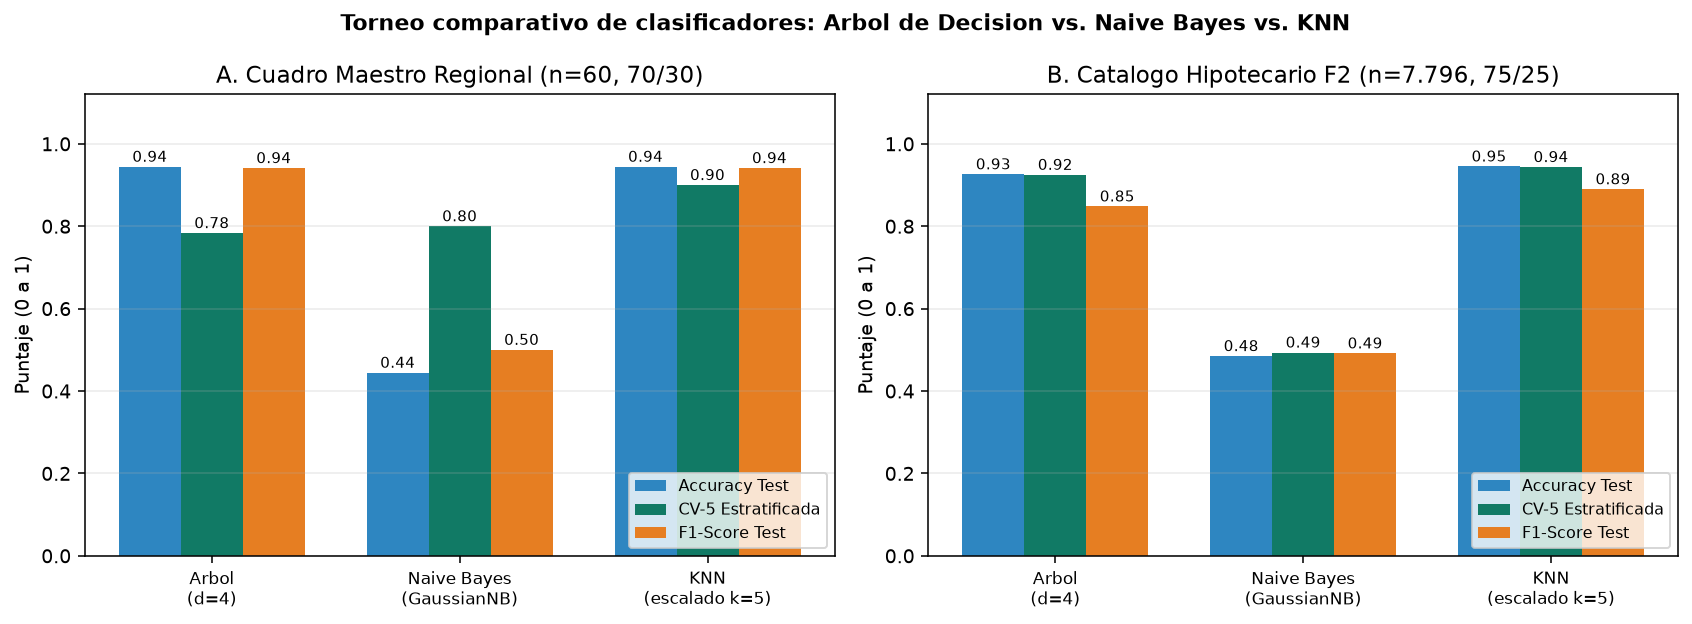 Torneo comparativo de clasificadores: Arbol de Decision vs. Naive Bayes vs. KNN
A. Cuadro Maestro Regional (n=60, 70/30)
Puntaje (0 a 1)
1.0
0.8
0.6
0.4
0.2
0.0
0.94
0.78
0.94
0.44
0.80
0.50
0.94
0.90
0.94
Accuracy Test
CV-5 Estratificada
F1-Score Test
Arbol
(d=4)
Naive Bayes
(GaussianNB)
KNN
(escalado k=5)
B. Catalogo Hipotecario F2 (n=7.796, 75/25)
Puntaje (0 a 1)
1.0
0.8
0.6
0.4
0.2
0.0
0.93
0.92
0.85
0.48
0.49
0.49
0.95
0.94
0.89
Accuracy Test
CV-5 Estratificada
F1-Score Test
Arbol
(d=4)
Naive Bayes
(GaussianNB)
KNN
(escalado k=5)